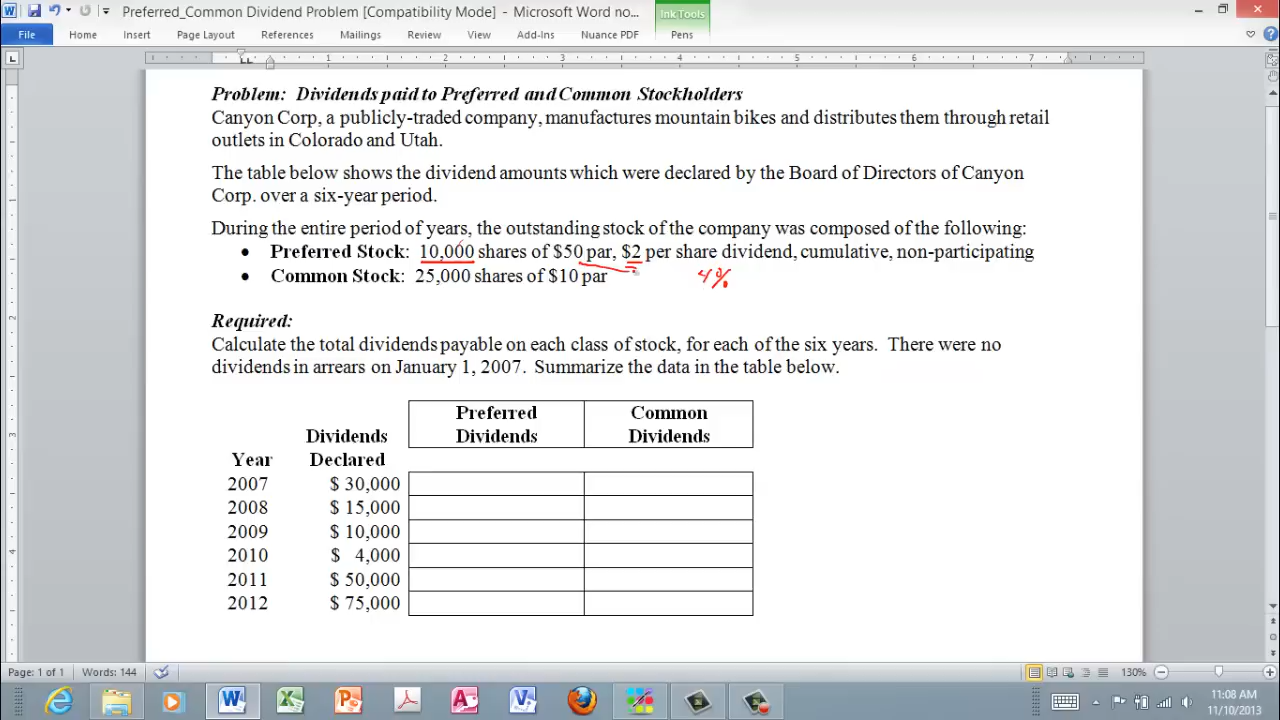 Preferred_Common Dividend Problem [Compatibility Mode] - Microsoft Word no...
Ink Tools
File Home Insert Page Layout References Mailings Review View Add-Ins Nuance PDF Pens
1 2 3 4 5 6 7
Problem: Dividends paid to Preferred and Common Stockholders
Canyon Corp, a publicly-traded company, manufactures mountain bikes and distributes them through retail
outlets in Colorado and Utah.
The table below shows the dividend amounts which were declared by the Board of Directors of Canyon
Corp. over a six-year period.
During the entire period of years, the outstanding stock of the company was composed of the following:
• Preferred Stock: 10,000 shares of $50 par, $2 per share dividend, cumulative, non-participating
• Common Stock: 25,000 shares of $10 par
4%
Required:
Calculate the total dividends payable on each class of stock, for each of the six years. There were no
dividends in arrears on January 1, 2007. Summarize the data in the table below.
Preferred Common
Dividends Dividends Dividends
Year Declared
2007 $ 30,000
2008 $ 15,000
2009 $ 10,000
2010 $ 4,000
2011 $ 50,000
2012 $ 75,000
Page: 1 of 1 Words: 144 130%
11:08 AM
11/10/2013